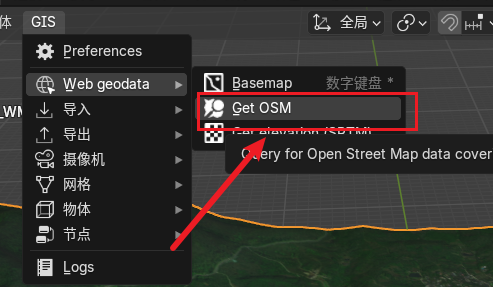 体 GIS 全局
Preferences
Web geodata
Basemap 数字键盘 *
_WM
导入
Get OSM
导出
Get elevation (SRTM)
摄像机
Query for Open Street Map data cover
网格
物体
节点
Logs